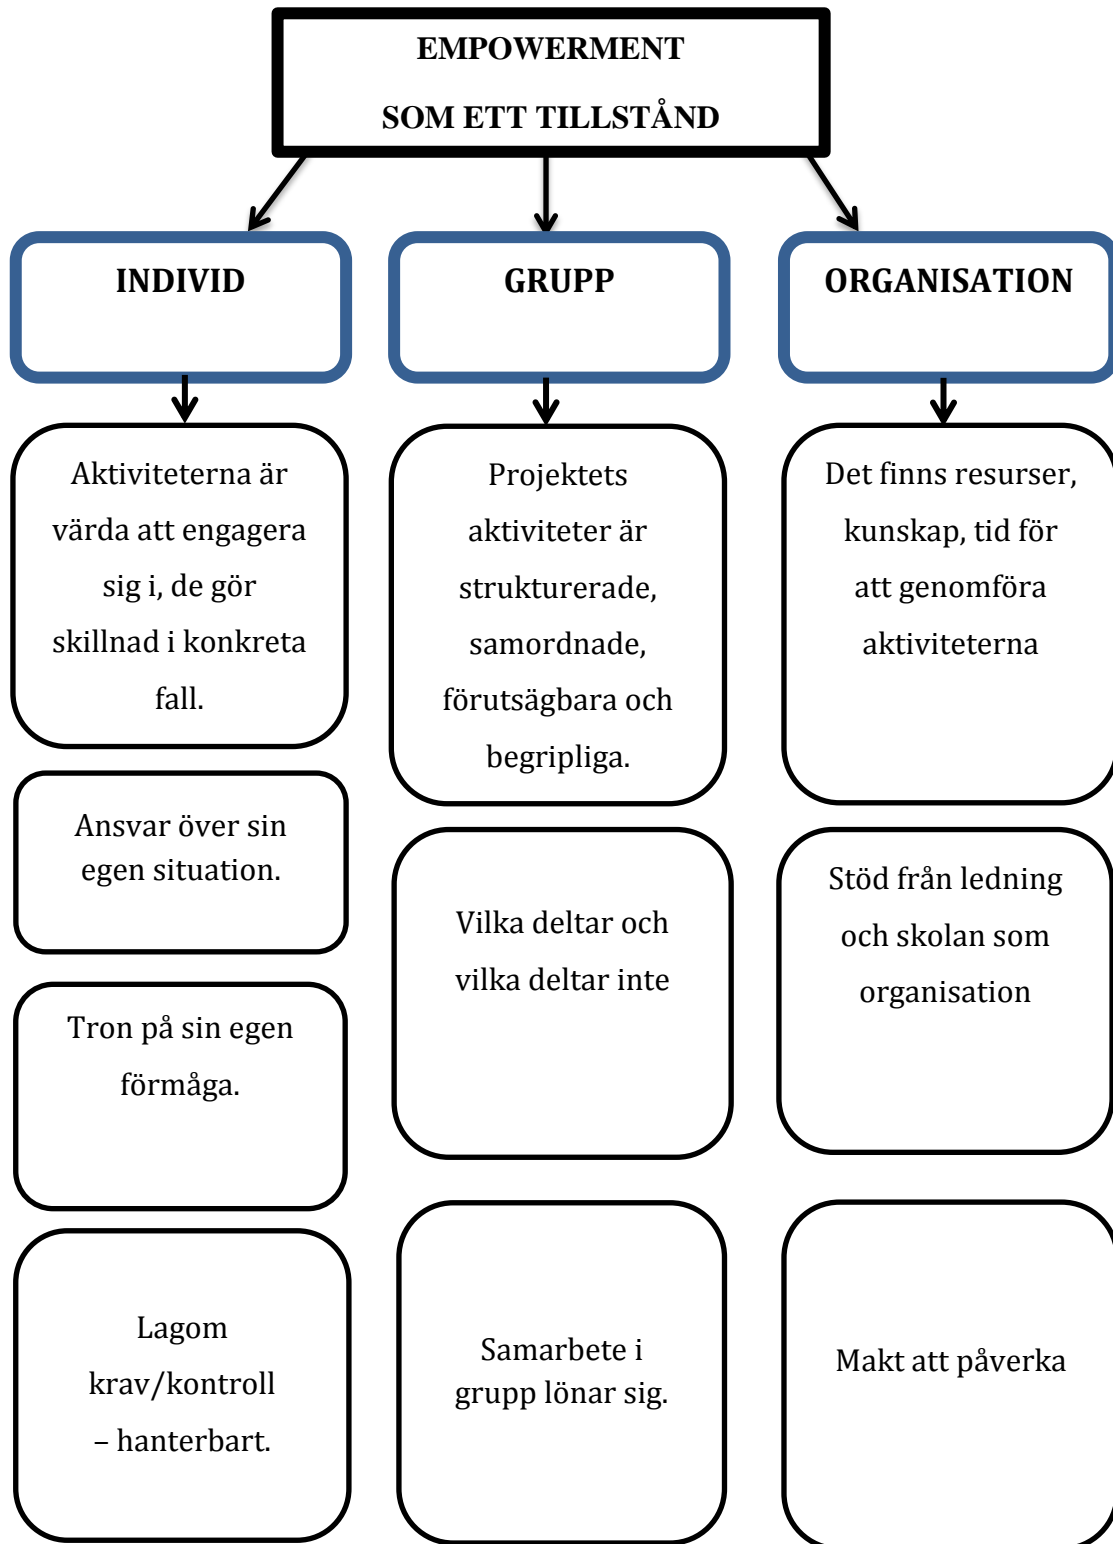 EMPOWERMENT
SOM ETT TILLSTÅND
INDIVID
GRUPP
ORGANISATION
Aktiviteterna är
värda att engagera
sig i, de gör
skillnad i konkreta
fall.
Ansvar över sin
egen situation.
Tron på sin egen
förmåga.
Lagom
krav/kontroll
– hanterbart.
Projektets
aktiviteter är
strukturerade,
samordnade,
förutsägbara och
begripliga.
Vilka deltar och
vilka deltar inte
Samarbete i
grupp lönar sig.
Det finns resurser,
kunskap, tid för
att genomföra
aktiviteterna
Stöd från ledning
och skolan som
organisation
Makt att påverka